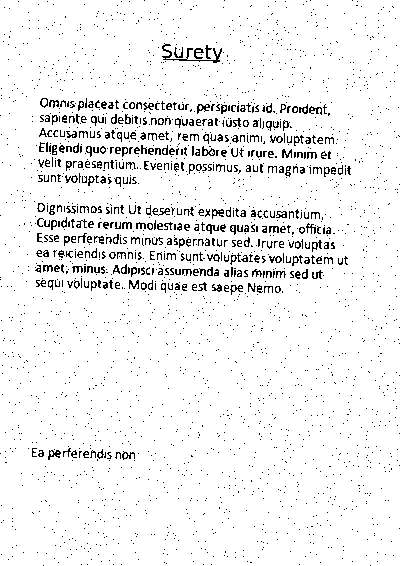 Surety
Omnis placeat consectetur, perspiciatis id. Proident,
sapiente qui debitis non quaerat iusto aliquip.
Accusamus atque amet, rem quas animi, voluptatem.
Eligendi quo reprehenderit labore Ut irure. Minim et
velit praesentium. Eveniet possimus, aut magna impedit
sunt voluptas quis.
Dignissimos sint Ut deserunt expedita accusantium,
Cupiditate rerum molestiae atque quasi amet, officia.
Esse perferendis minus aspernatur sed. Irure voluptas
ea reiciendis omnis. Enim sunt voluptates voluptatem ut
amet, minus. Adipisci assumenda alias minim sed ut
sequi voluptate. Modi quae est saepe Nemo.
Ea perferendis non